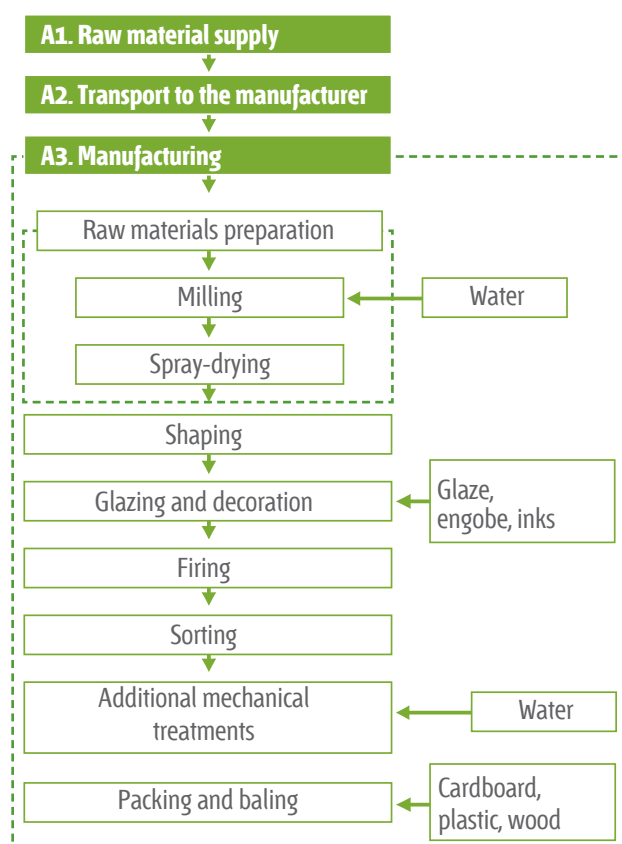 A1. Raw material supply
A2. Transport to the manufacturer
A3. Manufacturing
Raw materials preparation
Milling
Water
Spray-drying
Shaping
Glazing and decoration
Glaze,
engobe, inks
Firing
Sorting
Additional mechanical
treatments
Water
Packing and baling
Cardboard,
plastic, wood